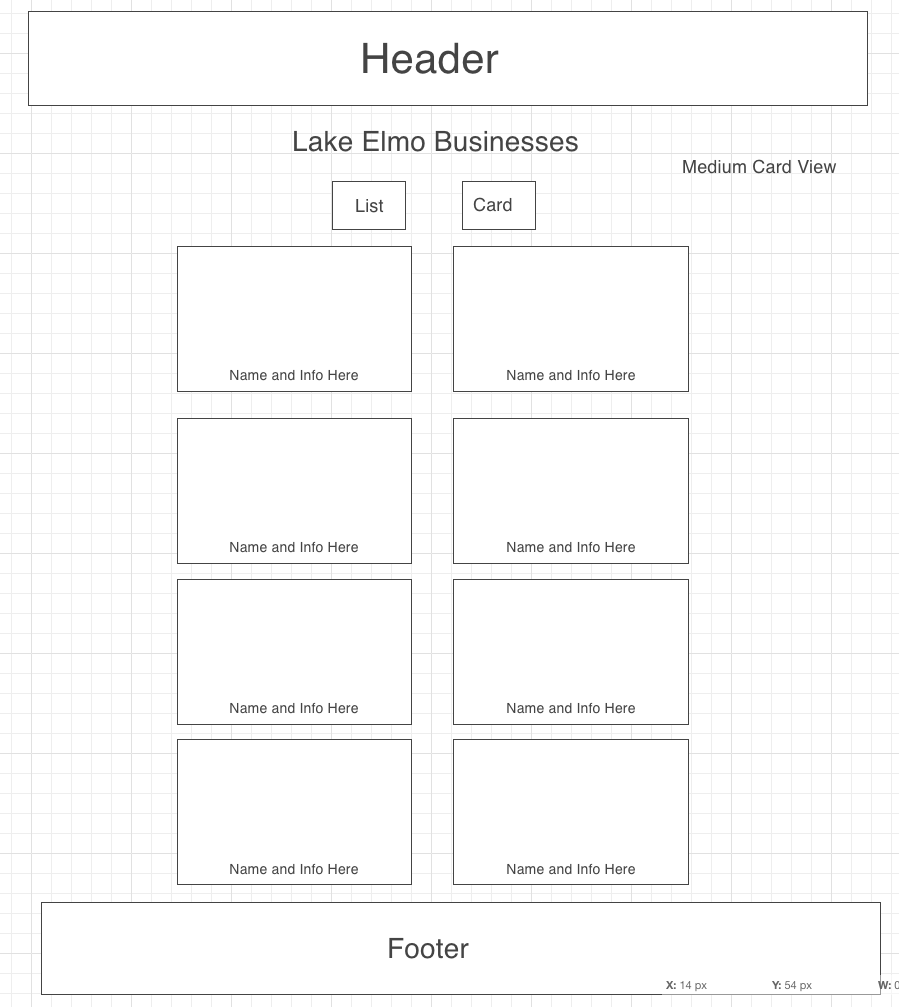 Header
Lake Elmo Businesses
Medium Card View
List
Card
Name and Info Here
Name and Info Here
Name and Info Here
Name and Info Here
Name and Info Here
Name and Info Here
Name and Info Here
Name and Info Here
Footer
X: 14 px Y: 54 px W: 0